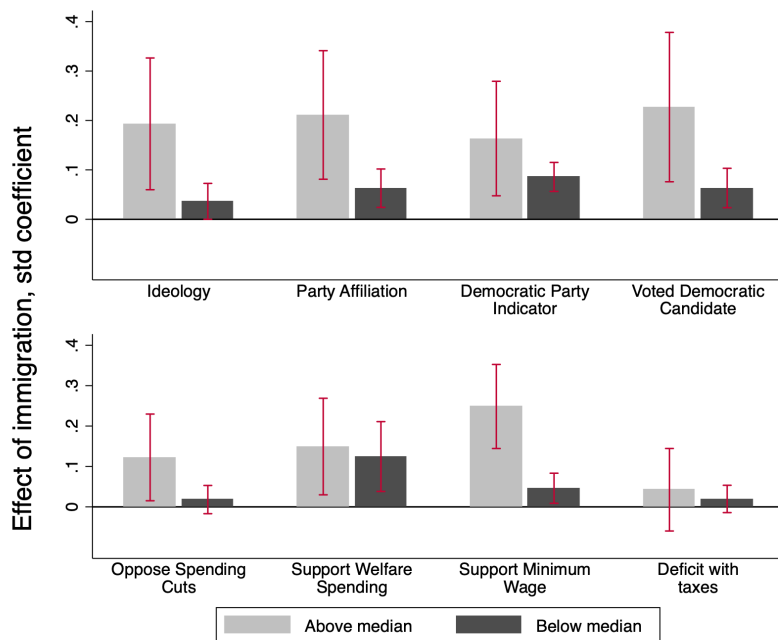 Effect of immigration, std coefficient
.4
.3
.2
.1
0
Ideology
Party Affiliation
Democratic Party
Indicator
Voted Democratic
Candidate
.4
.3
.2
.1
0
Oppose Spending
Cuts
Support Welfare
Spending
Support Minimum
Wage
Deficit with
taxes
Above median
Below median